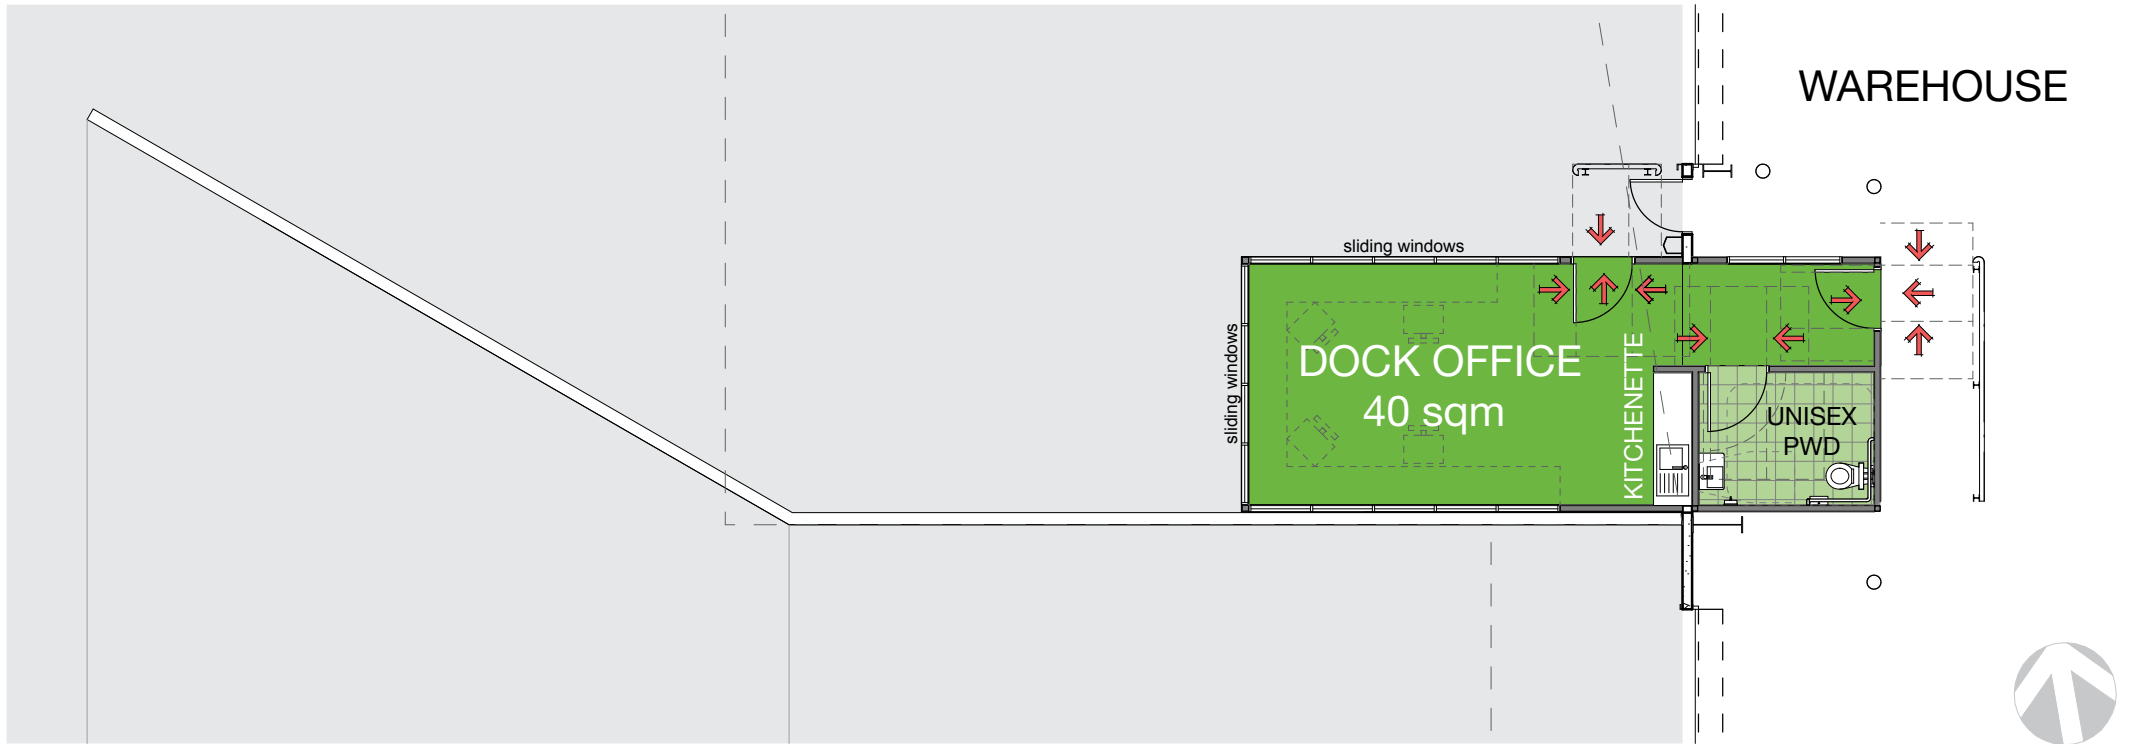 WAREHOUSE
sliding windows
sliding windows
DOCK OFFICE
40 sqm
KITCHENETTE
UNISEX
PWD